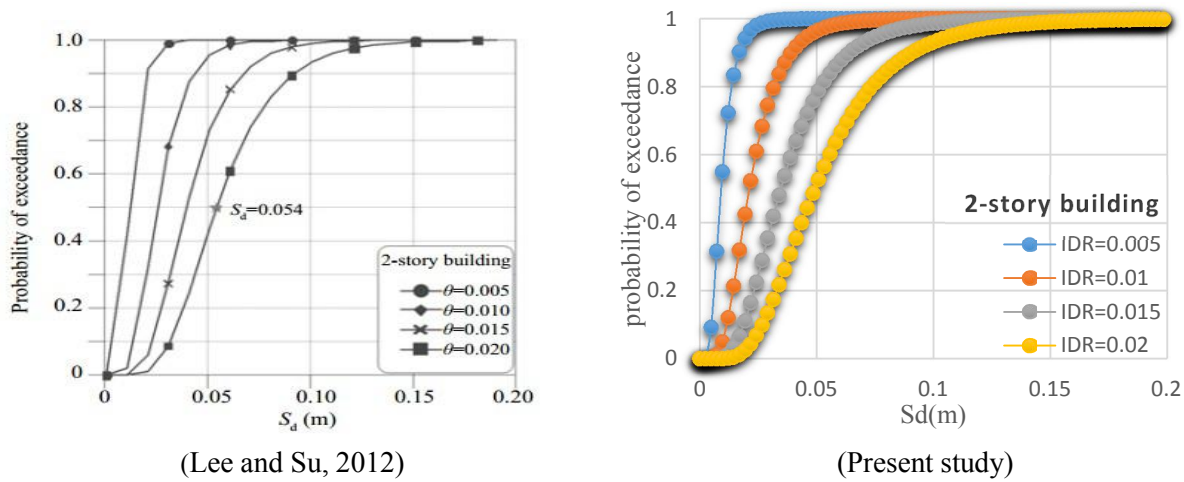 Probability of exceedance
1.0
0.8
0.6
0.4
0.2
0
S_d=0.054
2-story building
θ=0.005
θ=0.010
θ=0.015
θ=0.020
0 0.05 0.10 0.15 0.20
S_d (m)
(Lee and Su, 2012)
probability of exceedance
1
0.8
0.6
0.4
0.2
0
2-story building
IDR=0.005
IDR=0.01
IDR=0.015
IDR=0.02
0 0.05 0.1 0.15 0.2
Sd(m)
(Present study)